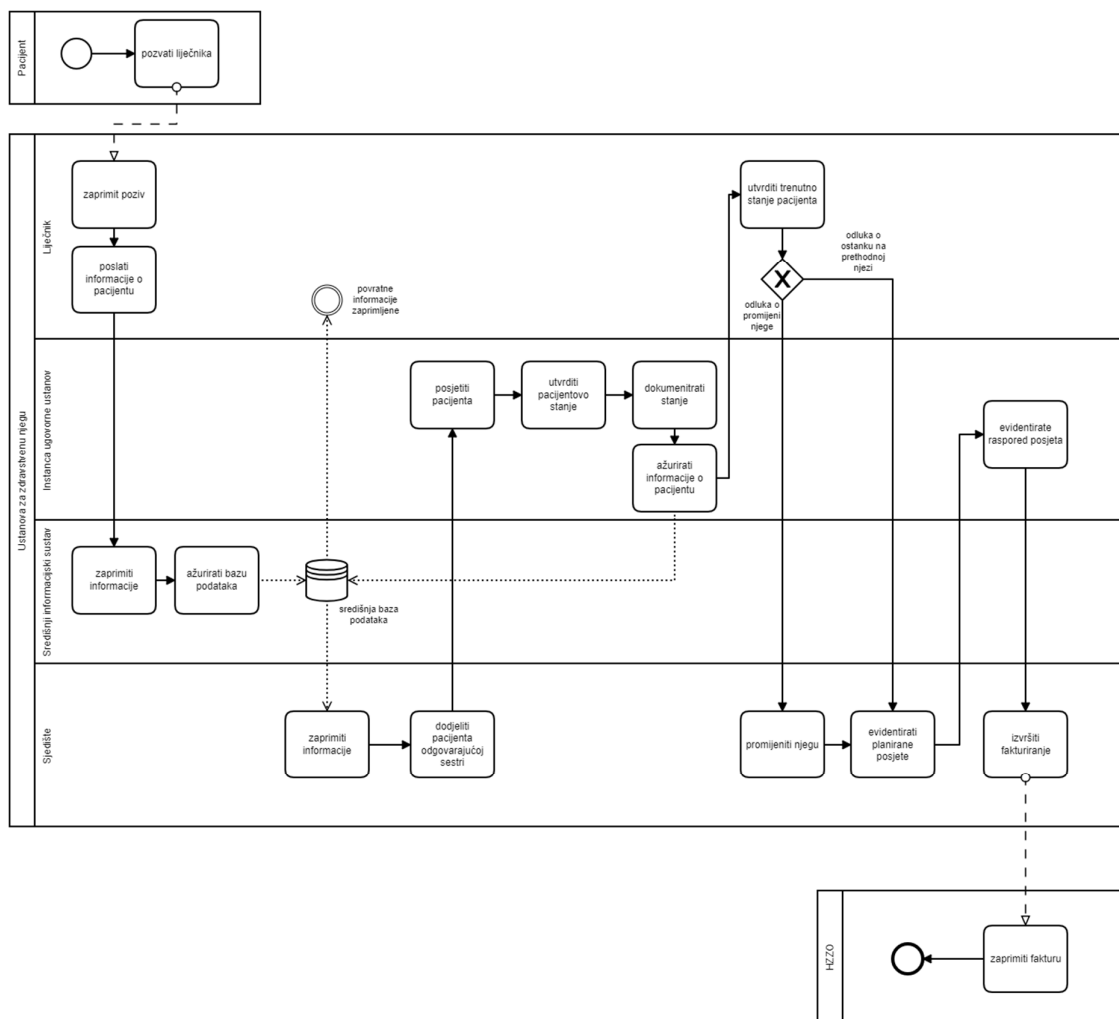 Pacijent
pozvati liječnika
Ustanova za zdravstvenu njegu
Liječnik
zaprimit poziv
poslati
informacije o
pacijentu
povratne
informacije
zaprimljene
utvrditi trenutno
stanje pacijenta
X
odluka o
ostanku na
prethodnoj
njezi
odluka o
promijeni
njege
Instanca ugovorne ustanov
posjetiti
pacijenta
utvrditi
pacijentovo
stanje
dokumenitrati
stanje
ažurirati
informacije o
pacijentu
evidentirate
raspored posjeta
Središnji informacijski sustav
zaprimiti
informacije
ažurirati bazu
podataka
središnja baza
podataka
Sjedište
zaprimiti
informacije
dodjeliti
pacijenta
odgovarajućoj
sestri
promijeniti njegu
evidentirati
planirane
posjete
izvršiti
fakturiranje
HZZO
zaprimiti fakturu